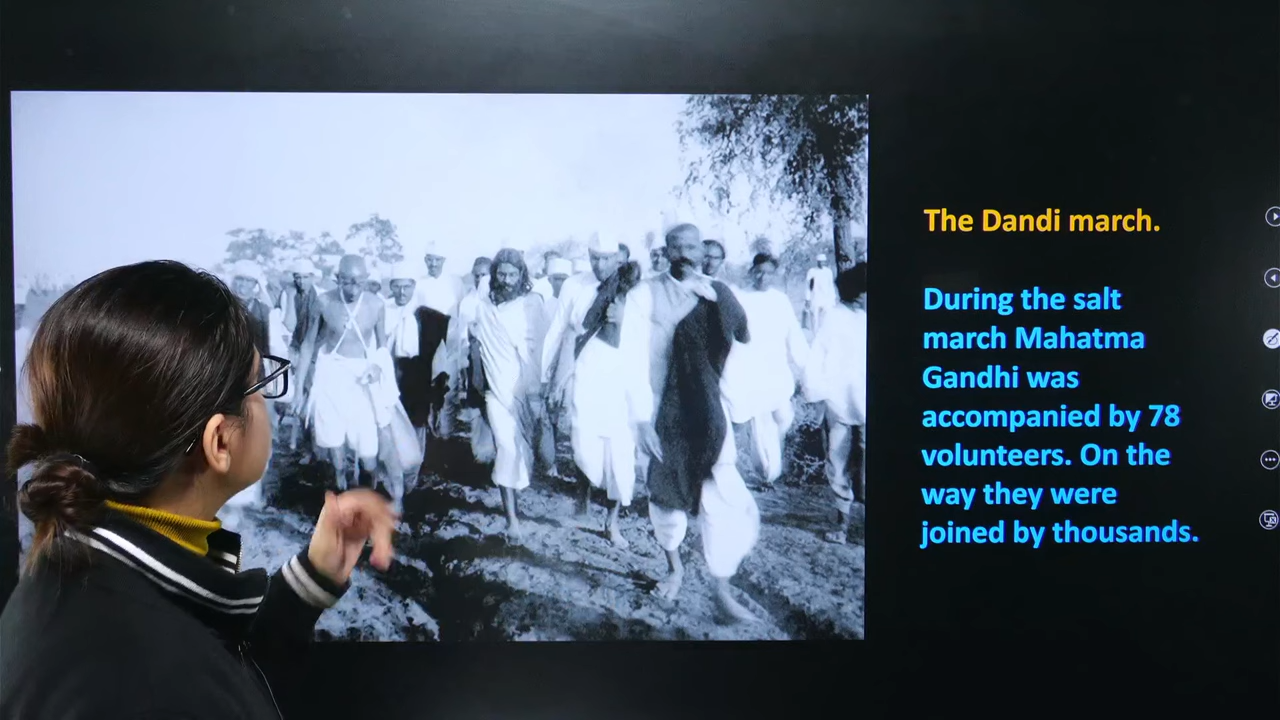 The Dandi march.
During the salt
march Mahatma
Gandhi was
accompanied by 78
volunteers. On the
way they were
joined by thousands.